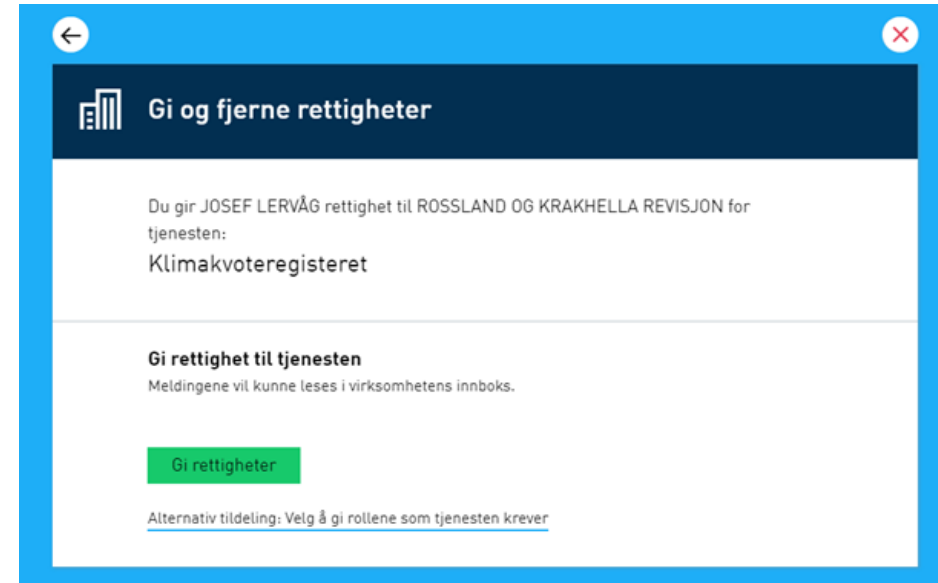 Gi og fjerne rettigheter
Du gir JOSEF LERVÅG rettighet til ROSSLAND OG KRAKHELLA REVISJON for
tjenesten:
Klimakvoteregisteret
Gi rettighet til tjenesten
Meldingene vil kunne leses i virksomhetens innboks.
Gi rettigheter
Alternativ tildeling: Velg å gi rollene som tjenesten krever